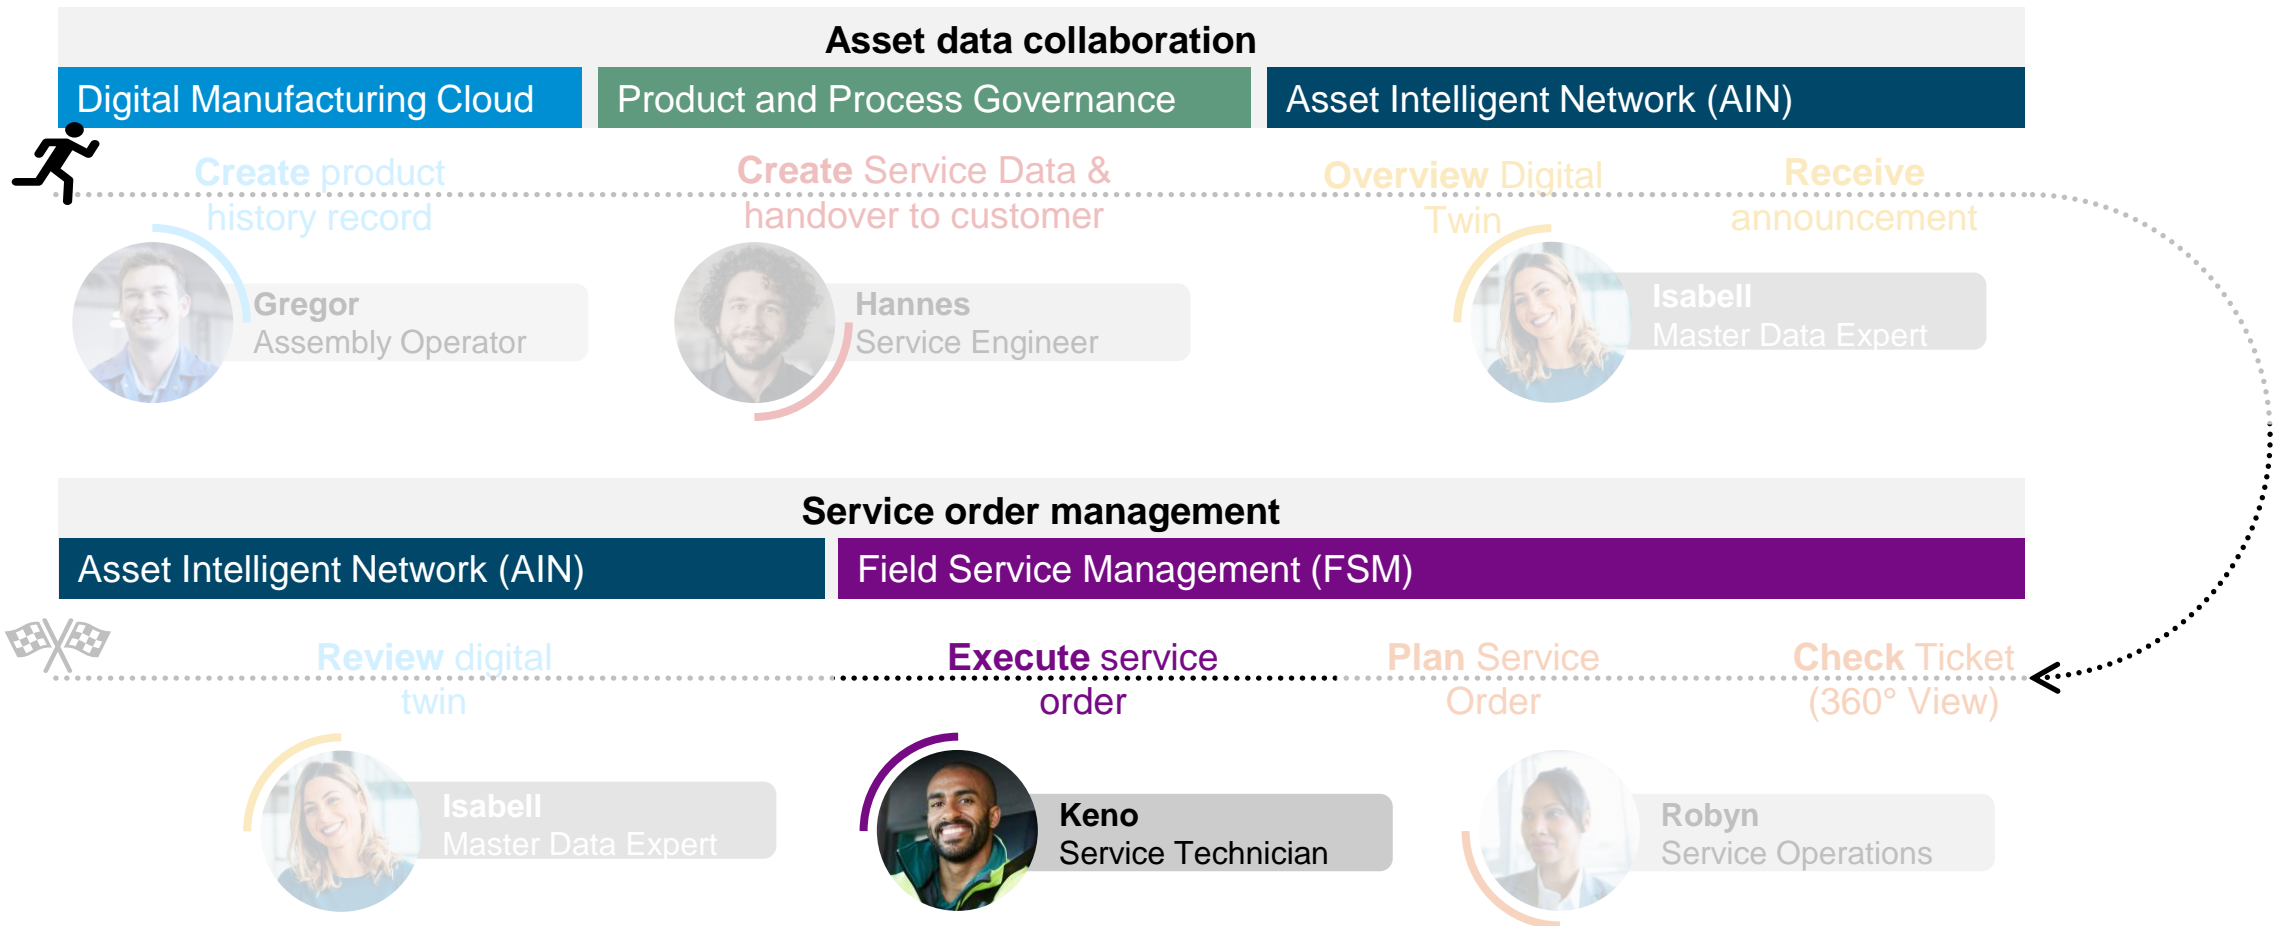 Asset data collaboration
Digital Manufacturing Cloud
Product and Process Governance
Asset Intelligent Network (AIN)
Create product
history record
Create Service Data &
handover to customer
Overview Digital
Twin
Receive
announcement
Gregor
Assembly Operator
Hannes
Service Engineer
Isabell
Master Data Expert
Service order management
Asset Intelligent Network (AIN)
Field Service Management (FSM)
Review digital
twin
Execute service
order
Plan Service
Order
Check Ticket
(360° View)
Isabell
Master Data Expert
Keno
Service Technician
Robyn
Service Operations